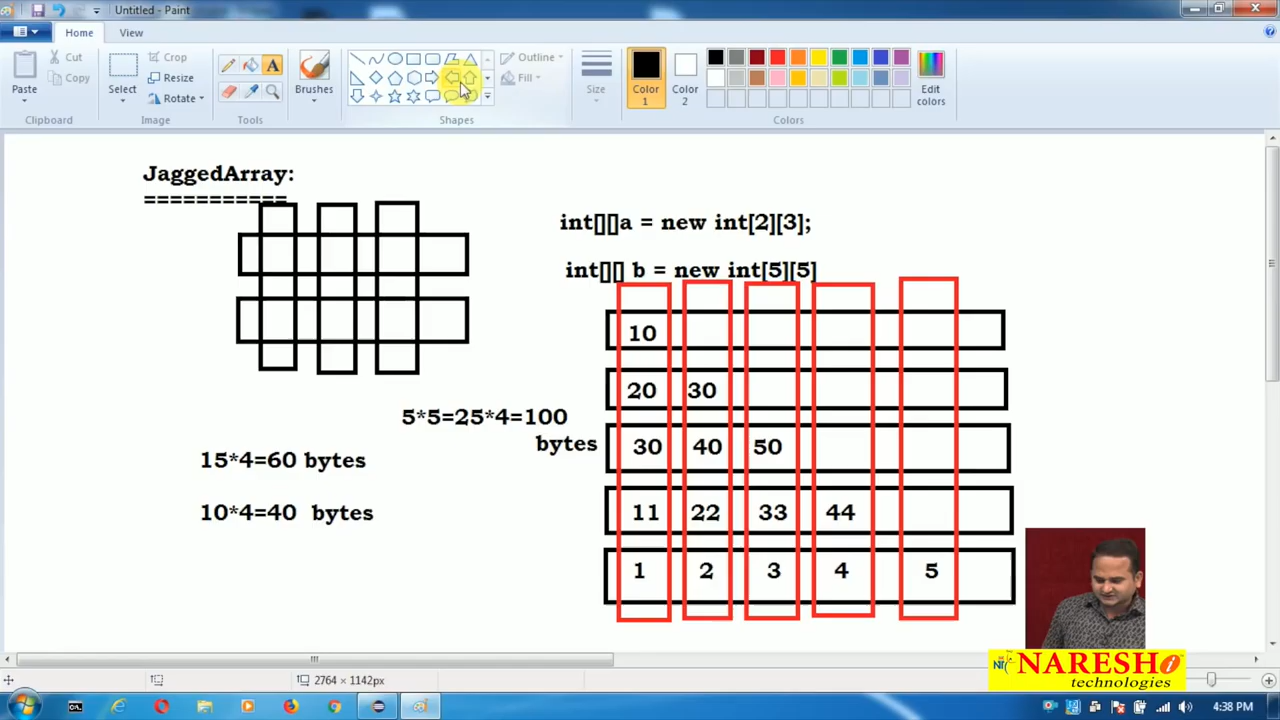 Untitled - Paint
Home
View
Paste
Cut
Copy
Clipboard
Select
Crop
Resize
Rotate
Image
Tools
Brushes
Shapes
Outline
Fill
Size
Color 1
Color 2
Edit colors
Colors
JaggedArray:
===========
int[][]a = new int[2][3];
int[][] b = new int[5][5]
10
20 30
30 40 50
11 22 33 44
1 2 3 4 5
5*5=25*4=100
bytes
15*4=60 bytes
10*4=40 bytes
NARESH i
technologies
2764 × 1142px
4:38 PM